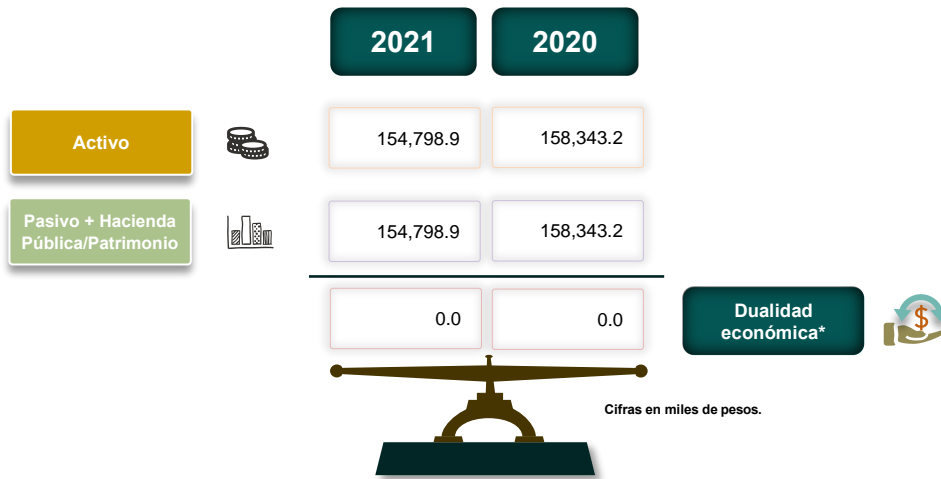 2021 2020
Activo 154,798.9 158,343.2
Pasivo + Hacienda
Pública/Patrimonio 154,798.9 158,343.2
0.0 0.0 Dualidad
económica*
$
Cifras en miles de pesos.